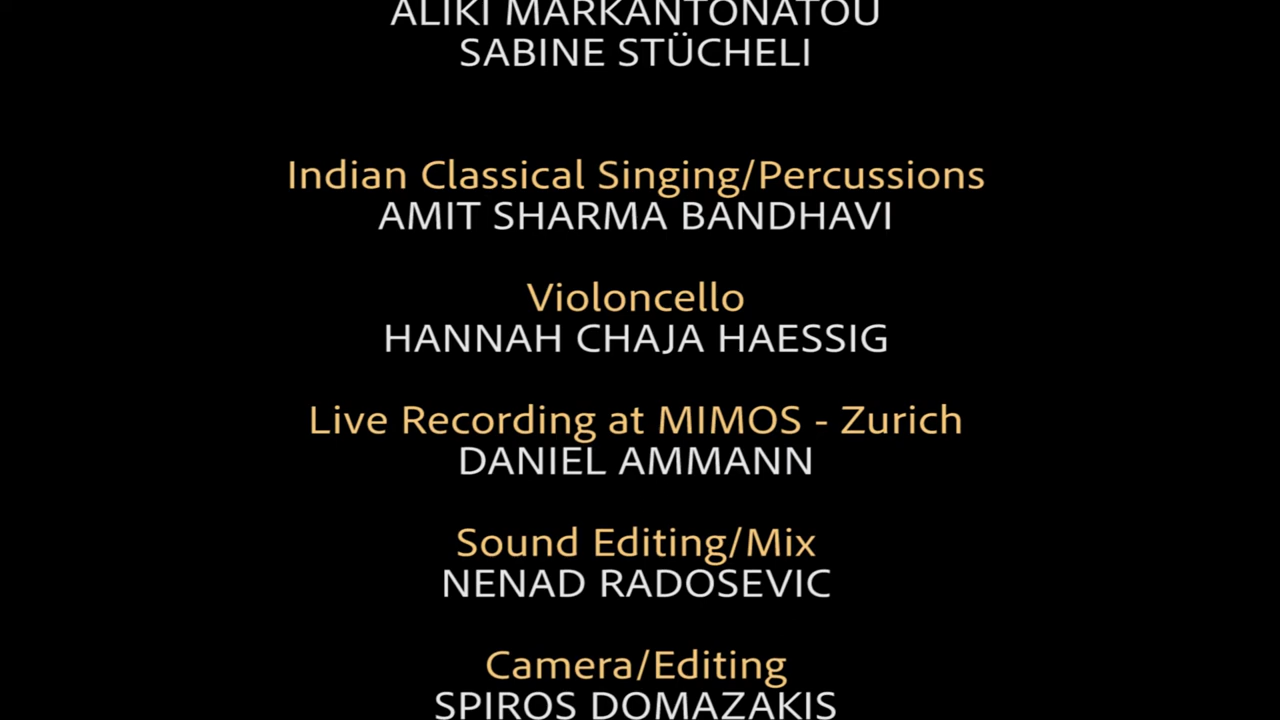 ALIKI MARKANTONATOU
SABINE STÜCHELI
Indian Classical Singing/Percussions
AMIT SHARMA BANDHAVI
Violoncello
HANNAH CHAJA HAESSIG
Live Recording at MIMOS - Zurich
DANIEL AMMANN
Sound Editing/Mix
NENAD RADOSEVIC
Camera/Editing
SPIROS DOMAZAKIS